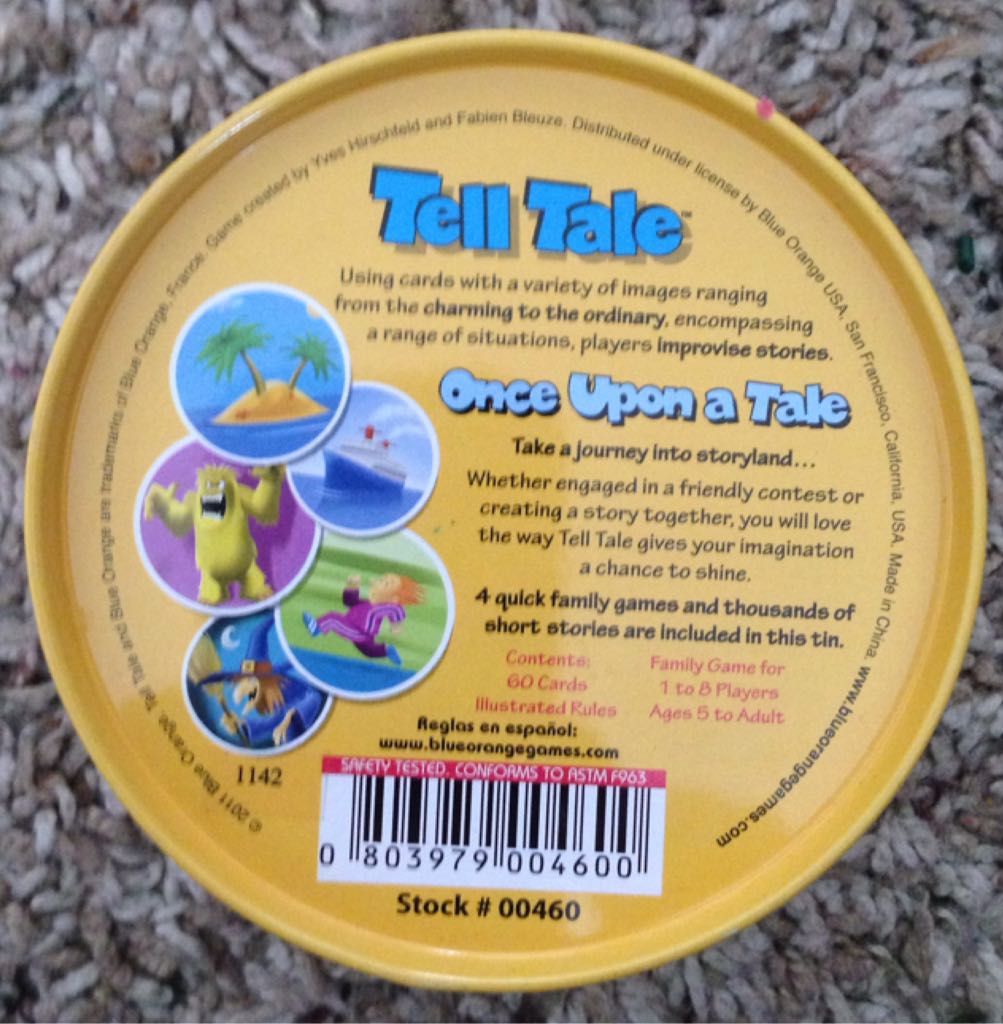 © 2011 Blue Orange. Tell Tale and Blue Orange are trademarks of Blue Orange, France. Game created by Yves Hirschfeld and Fabien Bleuze. Distributed under license by Blue Orange USA, San Francisco, California, USA. Made in China. www.blueorangegames.com
Tell Tale™
Using cards with a variety of images ranging
from the charming to the ordinary, encompassing
a range of situations, players improvise stories.
Once Upon a Tale
Take a journey into storyland...
Whether engaged in a friendly contest or
creating a story together, you will love
the way Tell Tale gives your imagination
a chance to shine.
4 quick family games and thousands of
short stories are included in this tin.
Contents:
60 Cards
Illustrated Rules
Family Game for
1 to 8 Players
Ages 5 to Adult
Reglas en español:
www.blueorangegames.com
1142
SAFETY TESTED. CONFORMS TO ASTM F963
0 803979 004600
Stock # 00460